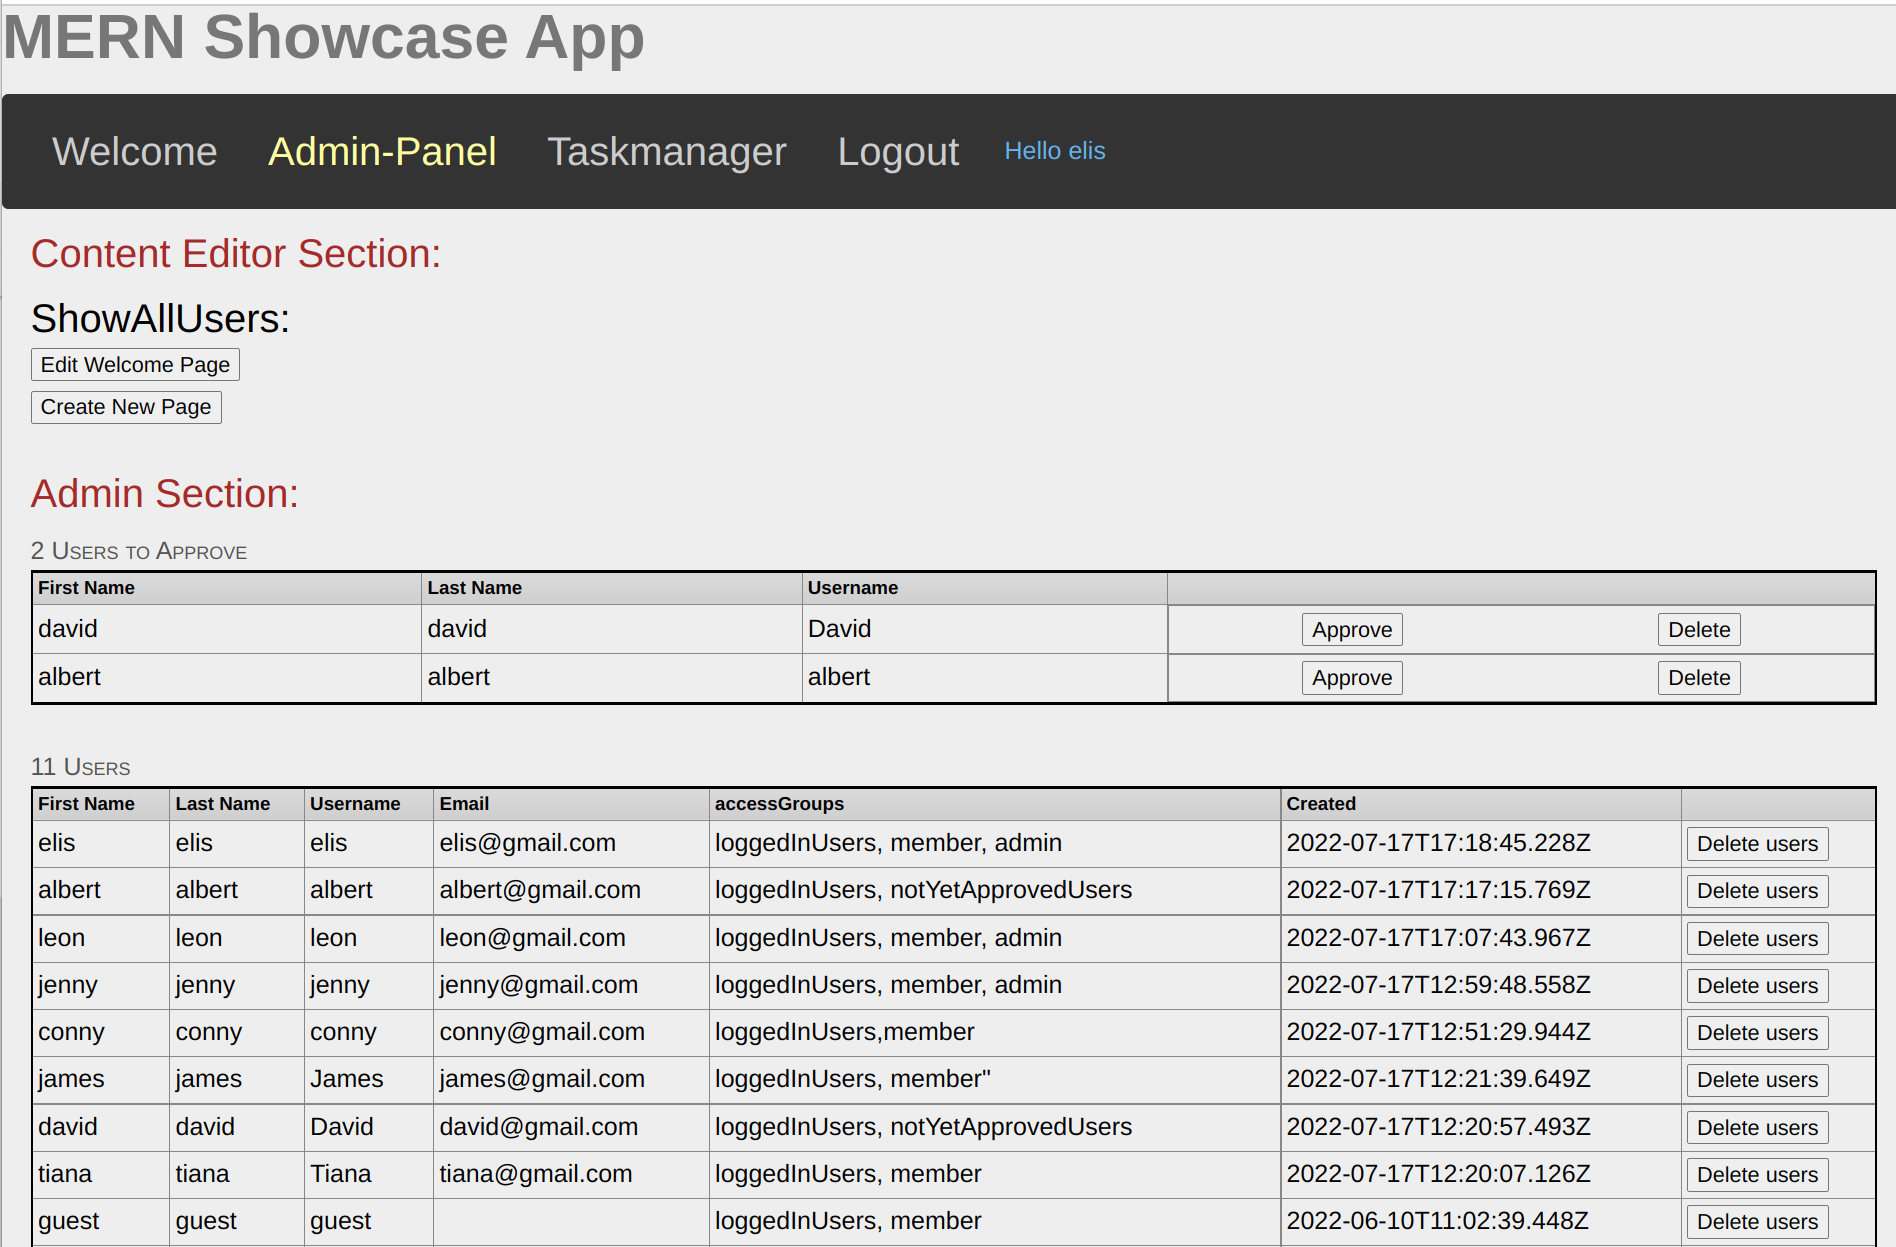 MERN Showcase App
Welcome Admin-Panel Taskmanager Logout Hello elis
Content Editor Section:
ShowAllUsers:
Edit Welcome Page
Create New Page
Admin Section:
2 Users to Approve
First Name Last Name Username
david david David Approve Delete
albert albert albert Approve Delete
11 Users
First Name Last Name Username Email accessGroups Created
elis elis elis elis@gmail.com loggedInUsers, member, admin 2022-07-17T17:18:45.228Z Delete users
albert albert albert albert@gmail.com loggedInUsers, notYetApprovedUsers 2022-07-17T17:17:15.769Z Delete users
leon leon leon leon@gmail.com loggedInUsers, member, admin 2022-07-17T17:07:43.967Z Delete users
jenny jenny jenny jenny@gmail.com loggedInUsers, member, admin 2022-07-17T12:59:48.558Z Delete users
conny conny conny conny@gmail.com loggedInUsers,member 2022-07-17T12:51:29.944Z Delete users
james james James james@gmail.com loggedInUsers, member" 2022-07-17T12:21:39.649Z Delete users
david david David david@gmail.com loggedInUsers, notYetApprovedUsers 2022-07-17T12:20:57.493Z Delete users
tiana tiana Tiana tiana@gmail.com loggedInUsers, member 2022-07-17T12:20:07.126Z Delete users
guest guest guest loggedInUsers, member 2022-06-10T11:02:39.448Z Delete users